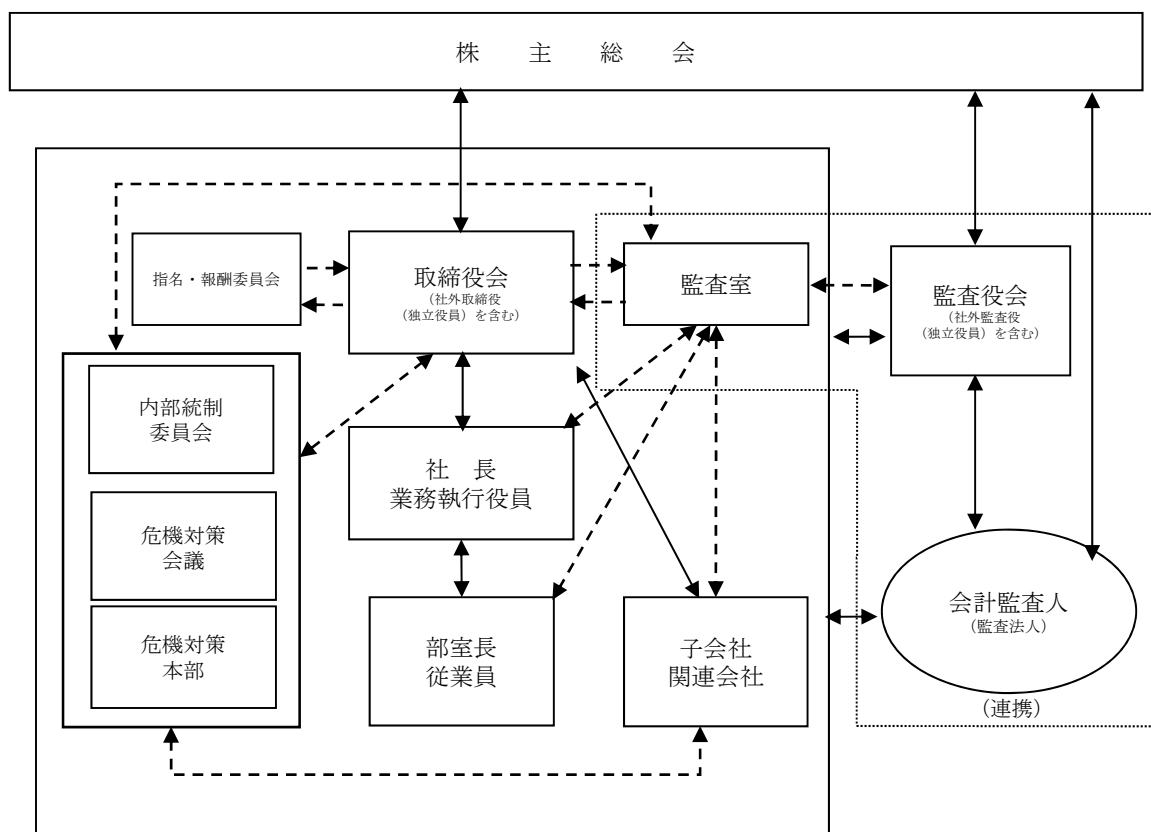 株　主　総　会
指名・報酬委員会
取締役会
（社外取締役
（独立役員）を含む）
監査室
監査役会
（社外監査役
（独立役員）を含む）
内部統制
委員会
社　長
業務執行役員
危機対策
会議
危機対策
本部
部室長
従業員
子会社
関連会社
会計監査人
（監査法人）
（連携）